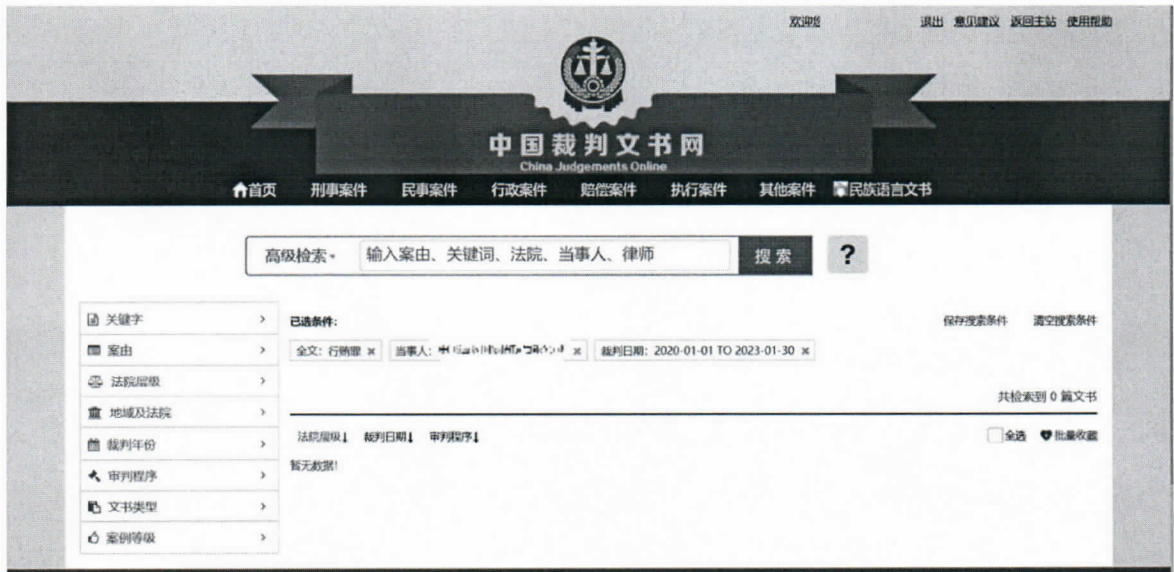 欢迎您 退出 意见建议 返回主站 使用帮助
中国裁判文书网
China Judgements Online
首页 刑事案件 民事案件 行政案件 赔偿案件 执行案件 其他案件 民族语言文书
高级检索 输入案由、关键词、法院、当事人、律师 搜索 ?
关键字
案由
法院层级
地域及法院
裁判年份
审判程序
文书类型
案例等级
已选条件: 保存搜索条件 清空搜索条件
全文:行贿罪 × 当事人: × 裁判日期:2020-01-01 TO 2023-01-30 ×
共检索到 0 篇文书
法院层级↓ 裁判日期↓ 审判程序↓ 全选 批量收藏
暂无数据!